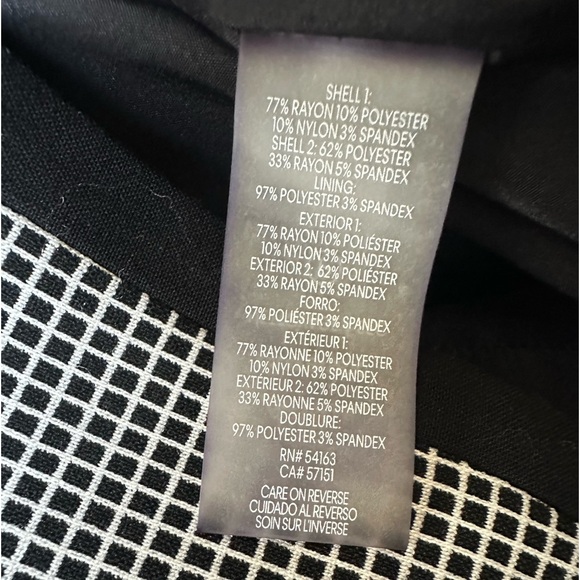 SHELL 1:
77% RAYON 10% POLYESTER
10% NYLON 3% SPANDEX
SHELL 2: 62% POLYESTER
33% RAYON 5% SPANDEX
LINING:
97% POLYESTER 3% SPANDEX
EXTERIOR 1:
77% RAYON 10% POLIÉSTER
10% NYLON 3% SPANDEX
EXTERIOR 2: 62% POLIÉSTER
33% RAYON 5% SPANDEX
FORRO:
97% POLIÉSTER 3% SPANDEX
EXTÉRIEUR 1:
77% RAYONNE 10% POLYESTER
10% NYLON 3% SPANDEX
EXTÉRIEUR 2: 62% POLYESTER
33% RAYONNE 5% SPANDEX
DOUBLURE:
97% POLYESTER 3% SPANDEX
RN# 54163
CA# 57151
CARE ON REVERSE
CUIDADO AL REVERSO
SOIN SUR L'INVERSE